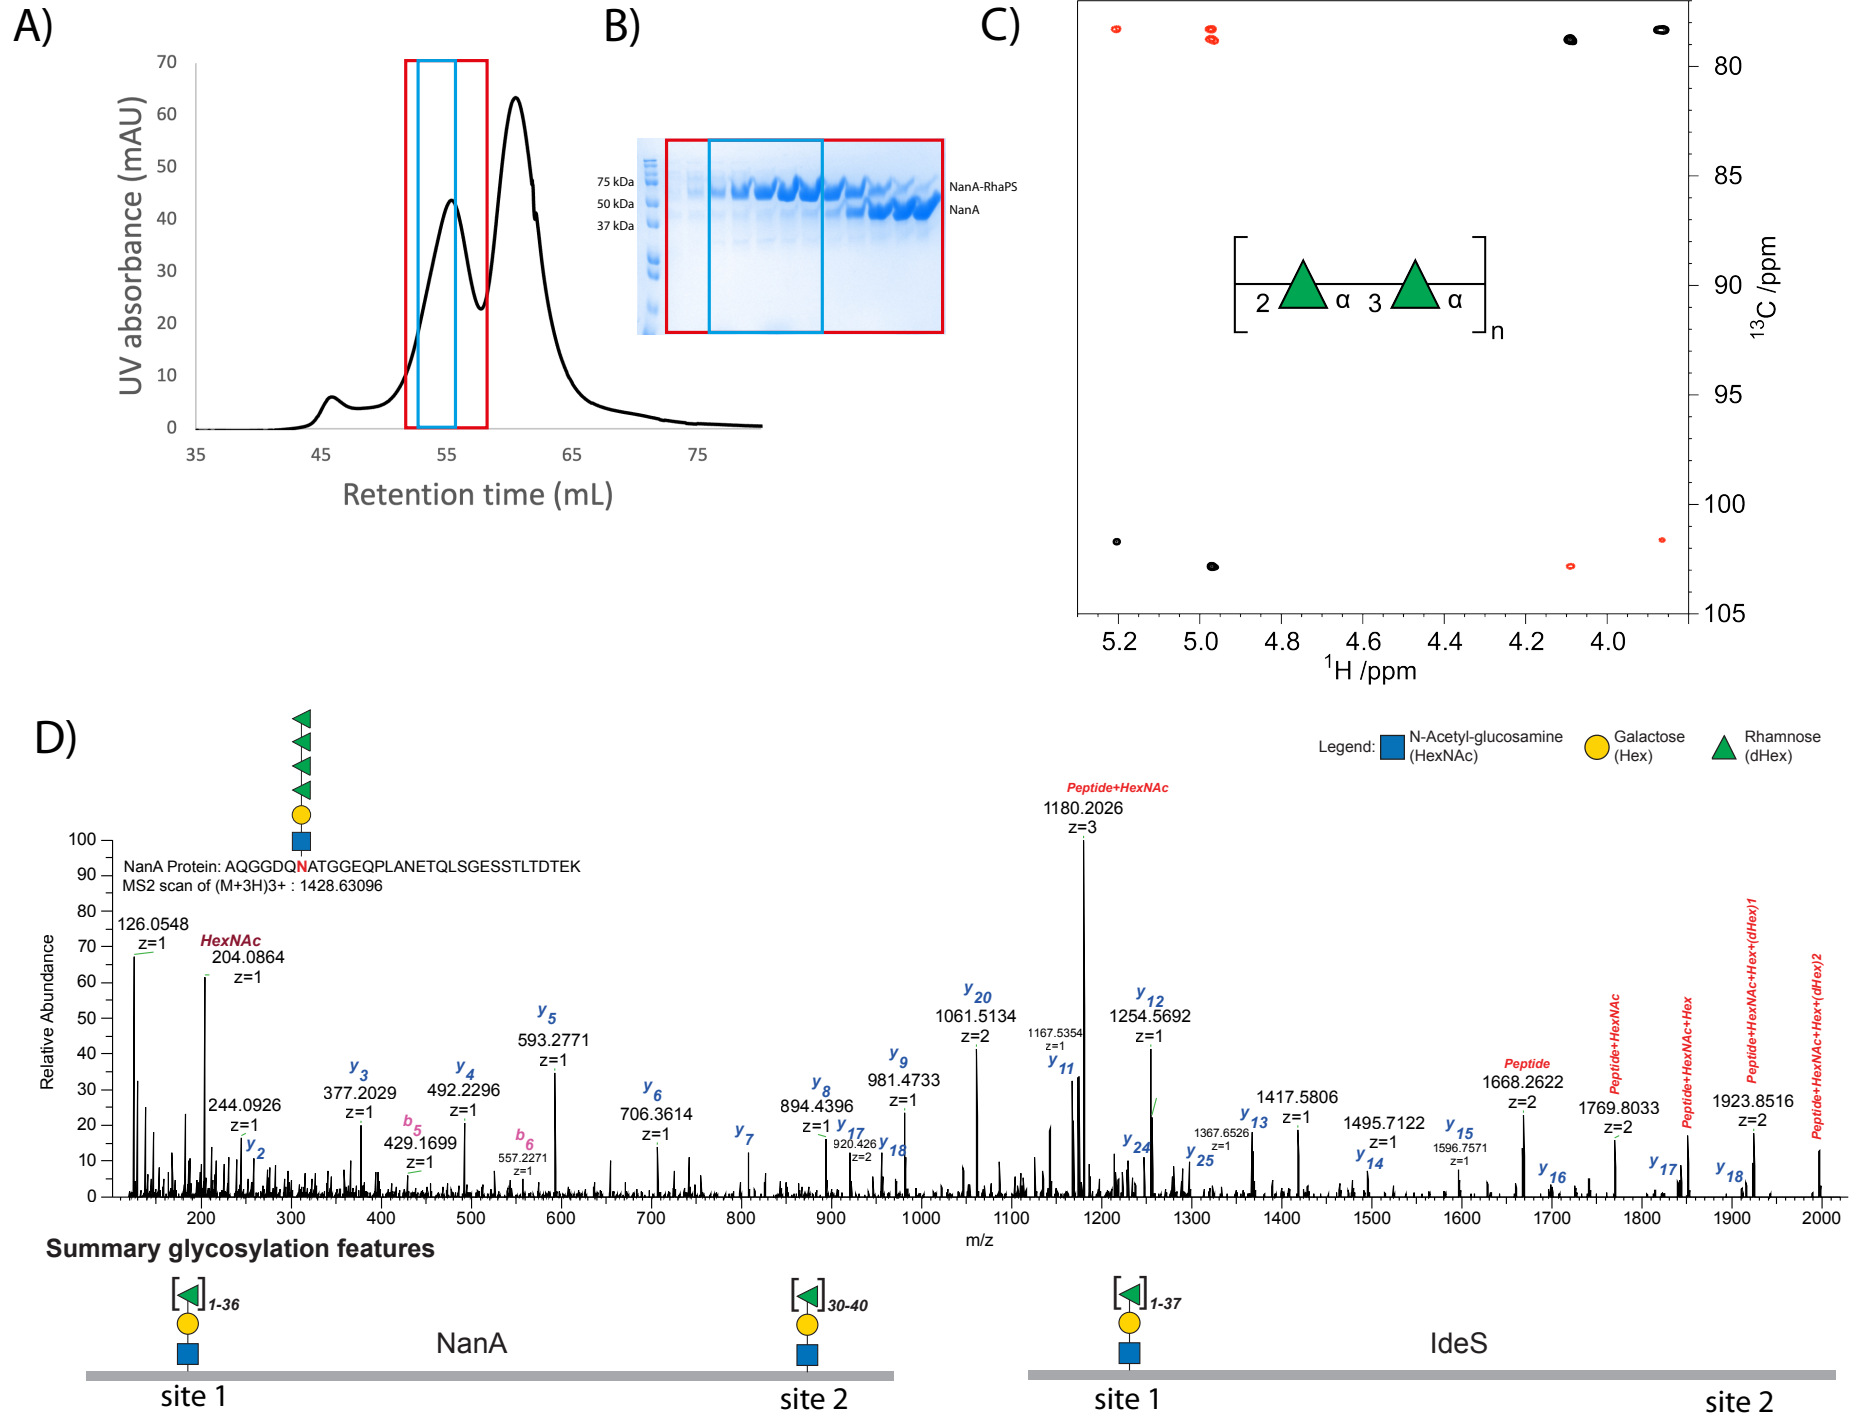 A)
UV absorbance (mAU)
70
60
50
40
30
20
10
0
35 45 55 65 75
Retention time (mL)
B)
75 kDa
50 kDa
37 kDa
NanA-RhaPS
NanA
C)
2 α 3 α n
80
85
90
95
100
105
13C /ppm
5.2 5.0 4.8 4.6 4.4 4.2 4.0
1H /ppm
D)
Legend: N-Acetyl-glucosamine (HexNAc) Galactose (Hex) Rhamnose (dHex)
NanA Protein: AQGGDQNATGGEQPLANETQLSGESSTLTDTEK
MS2 scan of (M+3H)3+ : 1428.63096
Relative Abundance
100
90
80
70
60
50
40
30
20
10
0
126.0548
z=1
HexNAc
204.0864
z=1
244.0926
z=1
y2
y3
377.2029
z=1
b5
429.1699
z=1
y4
492.2296
z=1
b6
557.2271
z=1
y5
593.2771
z=1
y6
706.3614
z=1
y7
y8
894.4396
z=1
y17
920.426
z=2
y18
y9
981.4733
z=1
y20
1061.5134
z=2
1167.5354
z=1
y11
Peptide+HexNAc
1180.2026
z=3
y12
1254.5692
z=1
y24
y25
1367.6526
z=1
y13
1417.5806
z=1
1495.7122
z=1
y14
y15
1596.7571
z=1
Peptide
1668.2622
z=2
y16
Peptide+HexNAc
1769.8033
z=2
y17
Peptide+HexNAc+Hex
y18
Peptide+HexNAc+Hex+(dHex)1
1923.8516
z=2
Peptide+HexNAc+Hex+(dHex)2
200 300 400 500 600 700 800 900 1000 1100 1200 1300 1400 1500 1600 1700 1800 1900 2000
m/z
Summary glycosylation features
[ ]1-36
[ ]30-40
[ ]1-37
NanA
IdeS
site 1
site 2
site 1
site 2